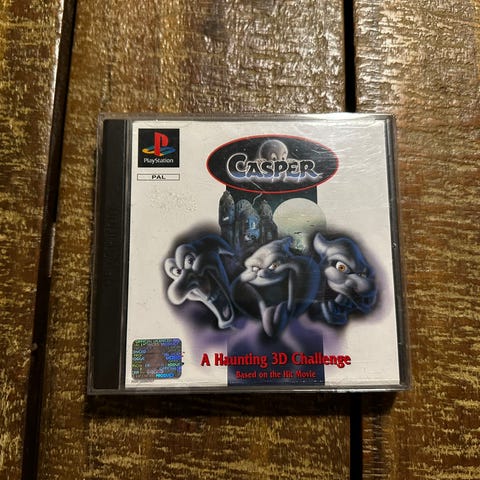 PlayStation
PAL
CASPER
A Haunting 3D Challenge
Based on the Hit Movie